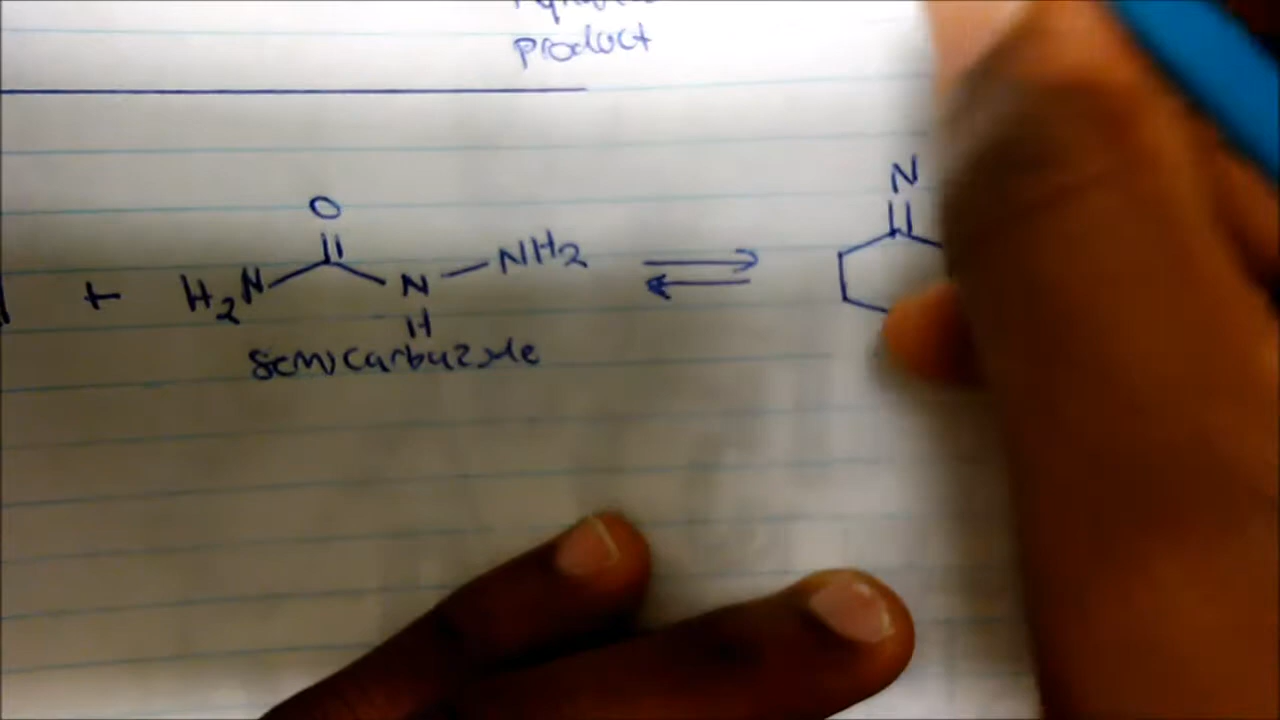 product
N
O
+ H₂N N NH₂
H
semicarbazide